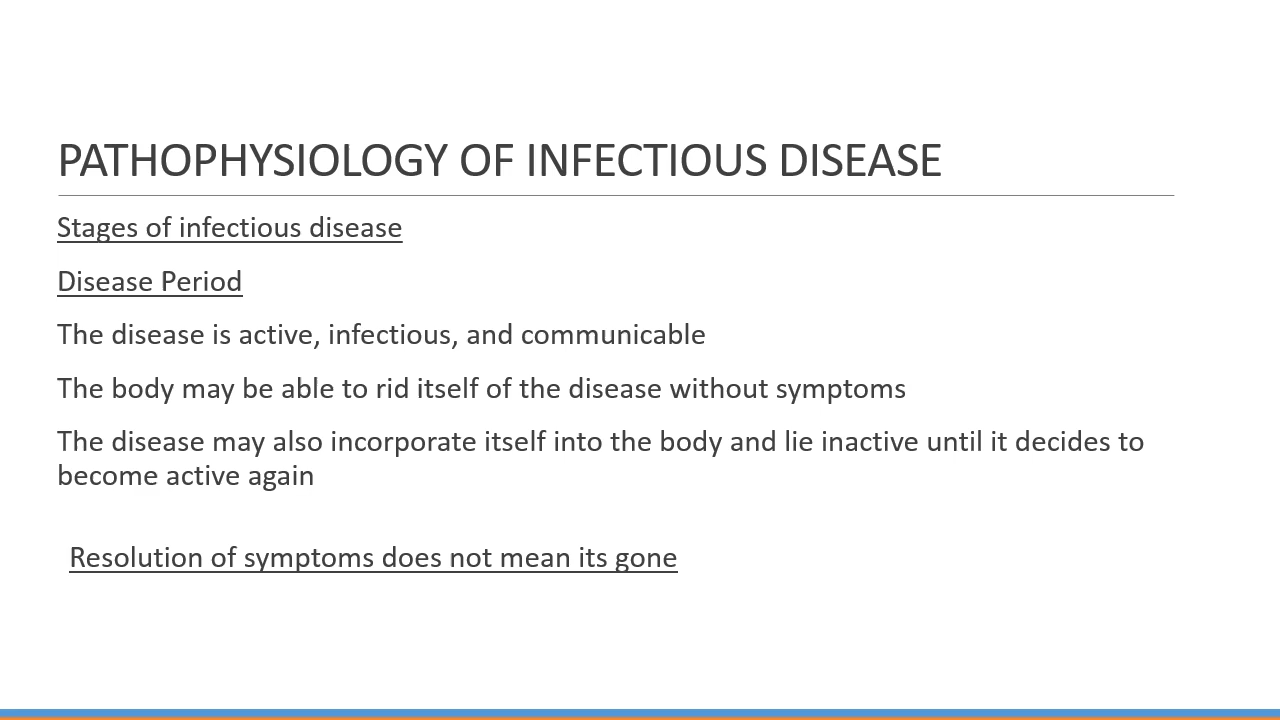 PATHOPHYSIOLOGY OF INFECTIOUS DISEASE
Stages of infectious disease
Disease Period
The disease is active, infectious, and communicable
The body may be able to rid itself of the disease without symptoms
The disease may also incorporate itself into the body and lie inactive until it decides to
become active again
Resolution of symptoms does not mean its gone